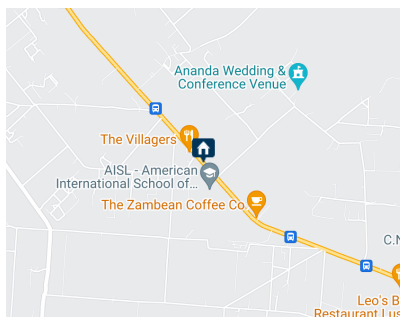 Ananda Wedding &
Conference Venue
The Villagers
AISL - American
International School of...
The Zambean Coffee Co
C.N
Leo's B
Restaurant Lus